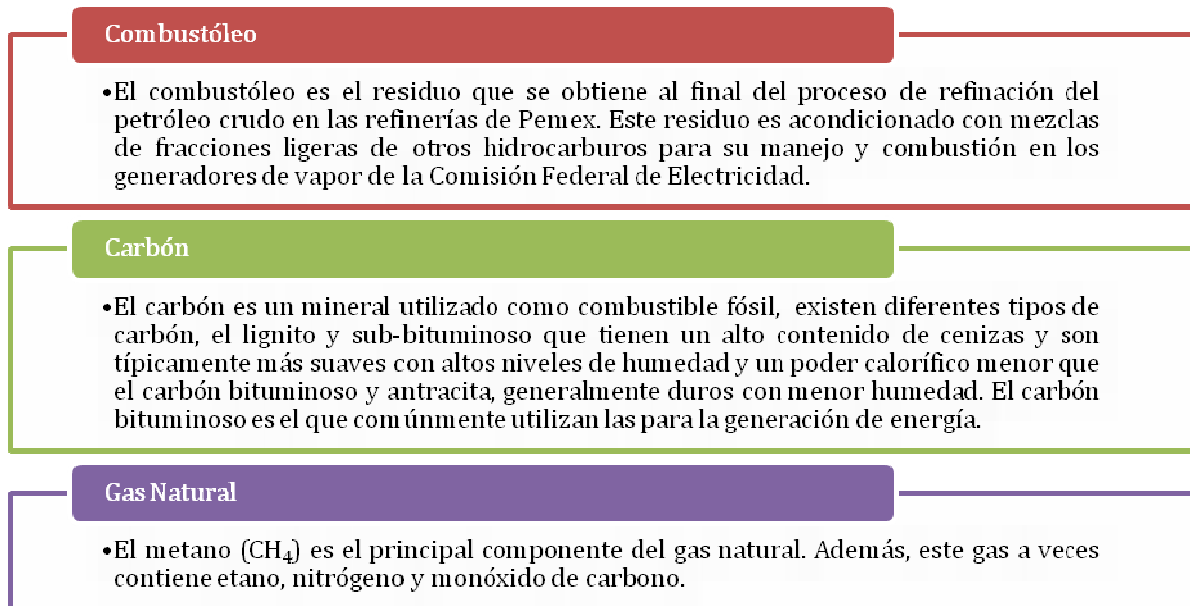 Combustóleo
•El combustóleo es el residuo que se obtiene al final del proceso de refinación del
petróleo crudo en las refinerías de Pemex. Este residuo es acondicionado con mezclas
de fracciones ligeras de otros hidrocarburos para su manejo y combustión en los
generadores de vapor de la Comisión Federal de Electricidad.
Carbón
•El carbón es un mineral utilizado como combustible fósil, existen diferentes tipos de
carbón, el lignito y sub-bituminoso que tienen un alto contenido de cenizas y son
típicamente más suaves con altos niveles de humedad y un poder calorífico menor que
el carbón bituminoso y antracita, generalmente duros con menor humedad. El carbón
bituminoso es el que comúnmente utilizan las para la generación de energía.
Gas Natural
•El metano (CH₄) es el principal componente del gas natural. Además, este gas a veces
contiene etano, nitrógeno y monóxido de carbono.